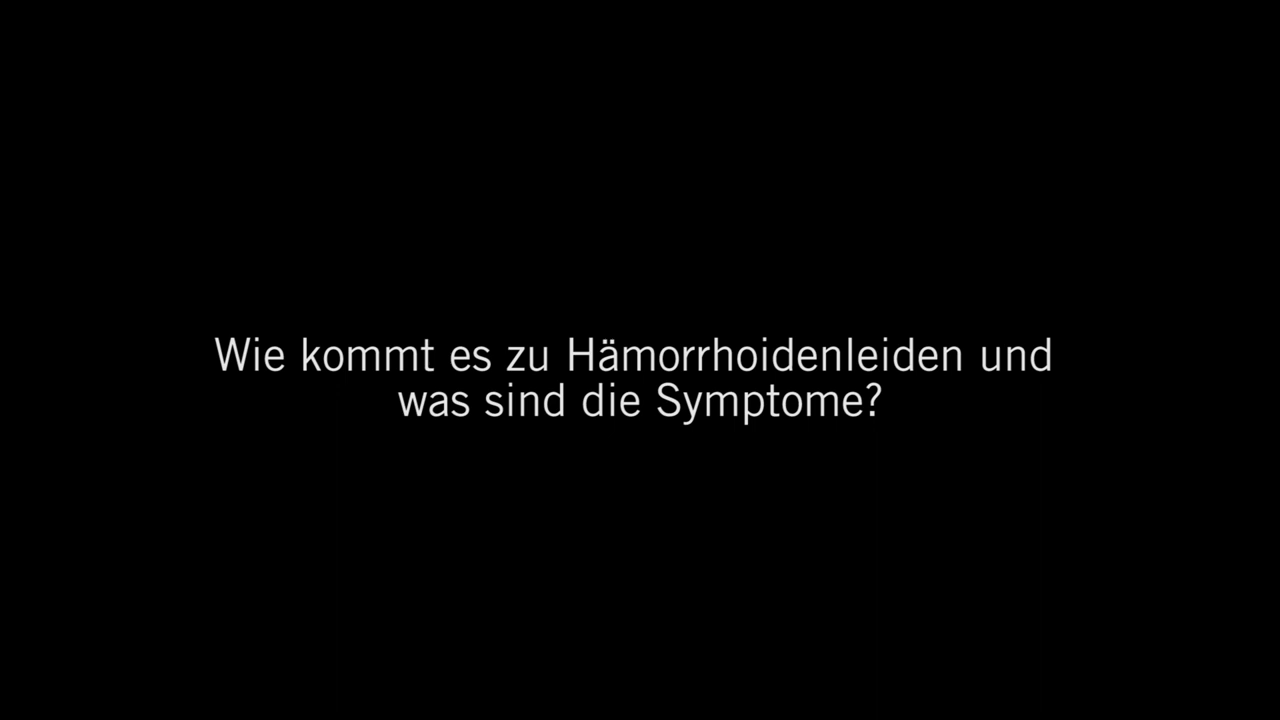 Wie kommt es zu Hämorrhoidenleiden und
was sind die Symptome?